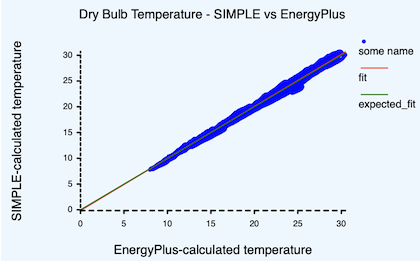 Dry Bulb Temperature - SIMPLE vs EnergyPlus
SIMPLE-calculated temperature
30
25
20
15
10
5
0
0 5 10 15 20 25 30
EnergyPlus-calculated temperature
some name
fit
expected_fit